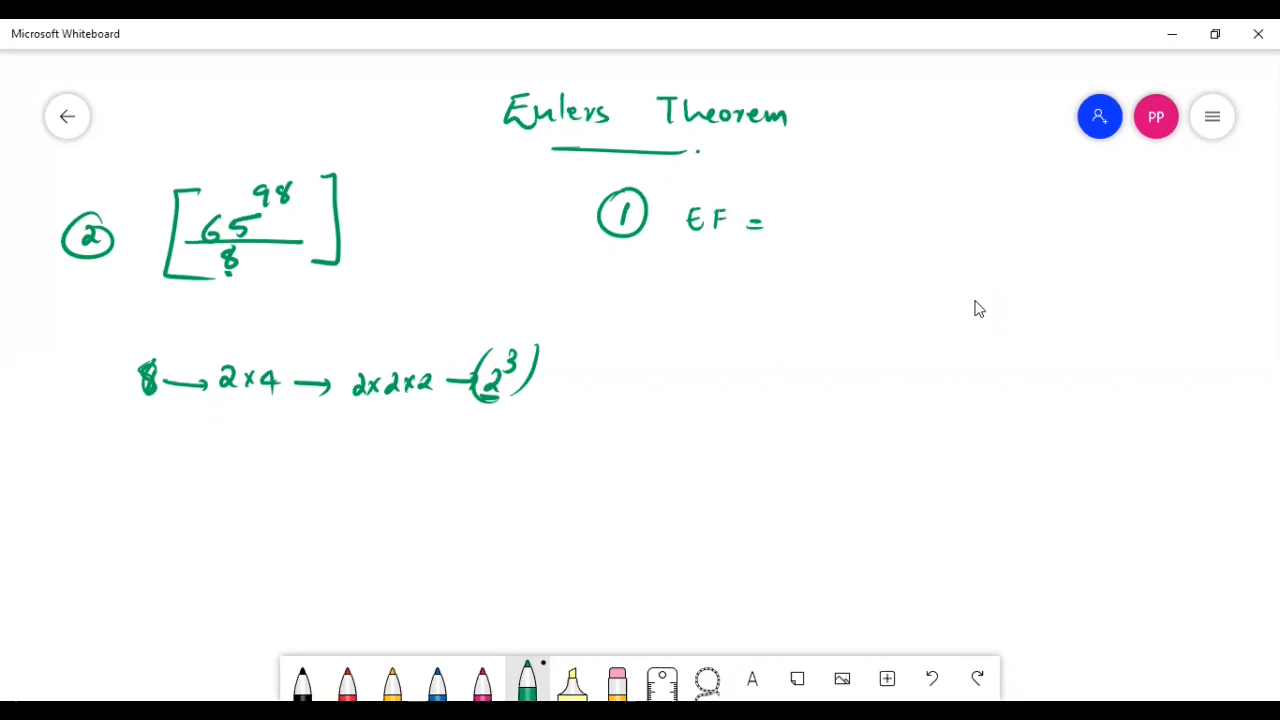 Microsoft Whiteboard
Eulers Theorem
PP
② [65^98 / 8]
① EF =
8 → 2×4 → 2×2×2 → (2^3)
A